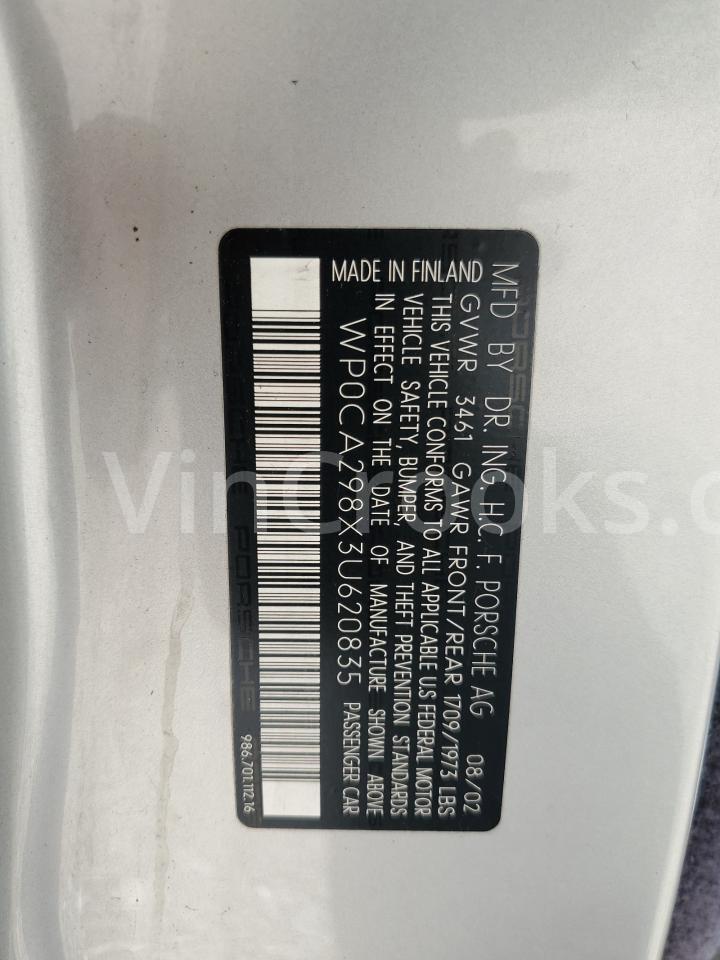 MFD BY DR. ING. H.C. F. PORSCHE AG 08/02
GVWR 3461 GAWR FRONT/REAR 1709/1973 LBS
THIS VEHICLE CONFORMS TO ALL APPLICABLE US FEDERAL MOTOR
VEHICLE SAFETY, BUMPER, AND THEFT PREVENTION STANDARDS
IN EFFECT ON THE DATE OF MANUFACTURE SHOWN ABOVE
MADE IN FINLAND WP0CA298X3U620835 PASSENGER CAR
986.701.112.16
PORSCHE
VinCrooks.c